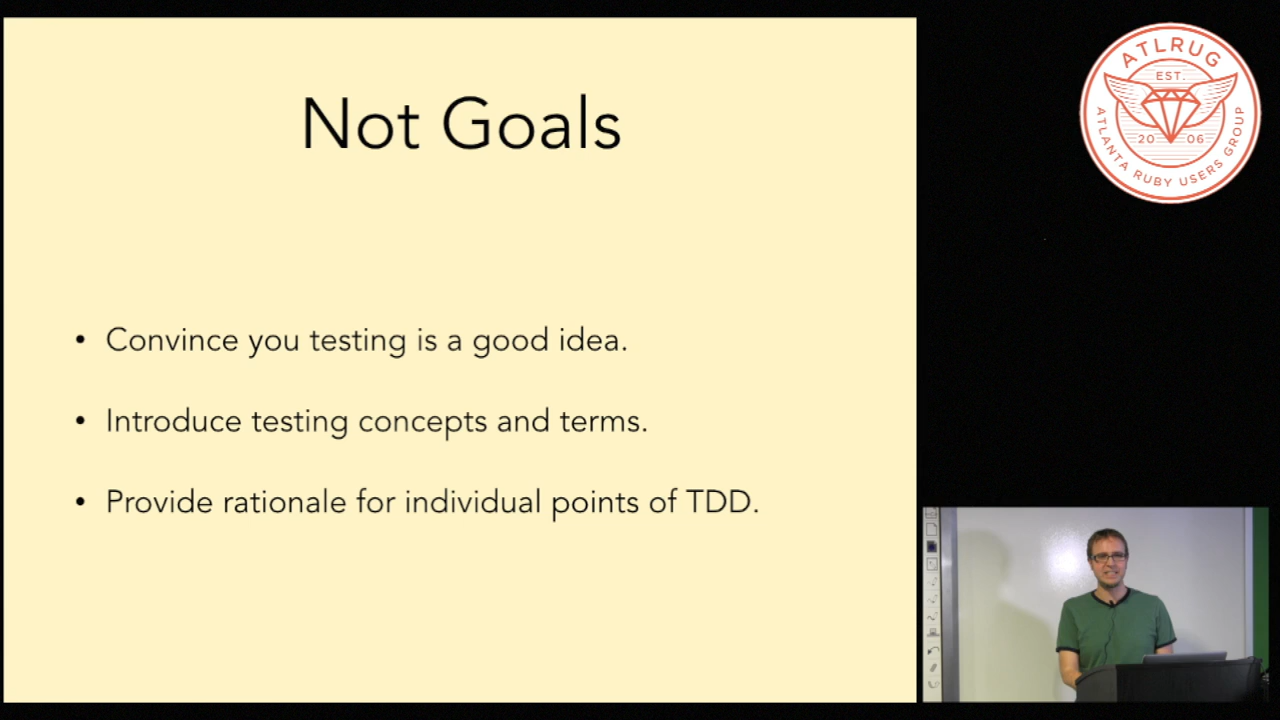 Not Goals
• Convince you testing is a good idea.
• Introduce testing concepts and terms.
• Provide rationale for individual points of TDD.
ATLRUG
EST.
20 06
ATLANTA RUBY USERS GROUP